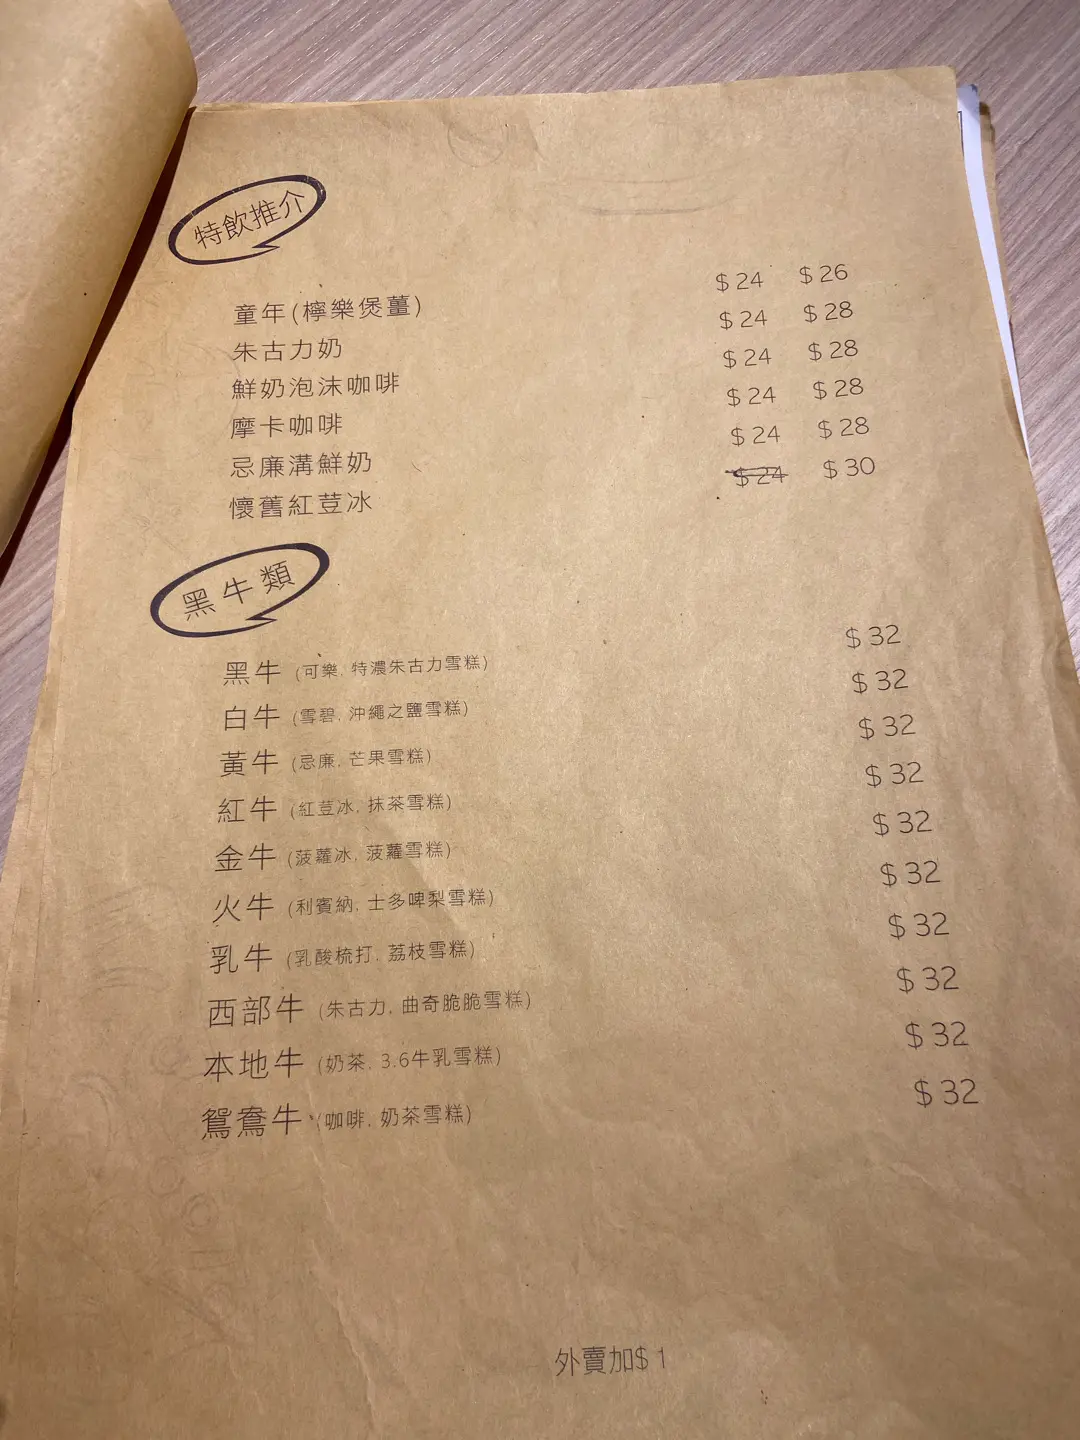 特飲推介
童年(檸樂煲薑) $24 $26
朱古力奶 $24 $28
鮮奶泡沫咖啡 $24 $28
摩卡咖啡 $24 $28
忌廉溝鮮奶 $24 $28
懷舊紅荳冰 $24 $30
黑牛類
黑牛 (可樂, 特濃朱古力雪糕) $32
白牛 (雪碧, 沖繩之鹽雪糕) $32
黃牛 (忌廉, 芒果雪糕) $32
紅牛 (紅荳冰, 抹茶雪糕) $32
金牛 (菠蘿冰, 菠蘿雪糕) $32
火牛 (利賓納, 士多啤梨雪糕) $32
乳牛 (乳酸梳打, 荔枝雪糕) $32
西部牛 (朱古力, 曲奇脆脆雪糕) $32
本地牛 (奶茶, 3.6牛乳雪糕) $32
鴛鴦牛 (咖啡, 奶茶雪糕) $32
外賣加$1